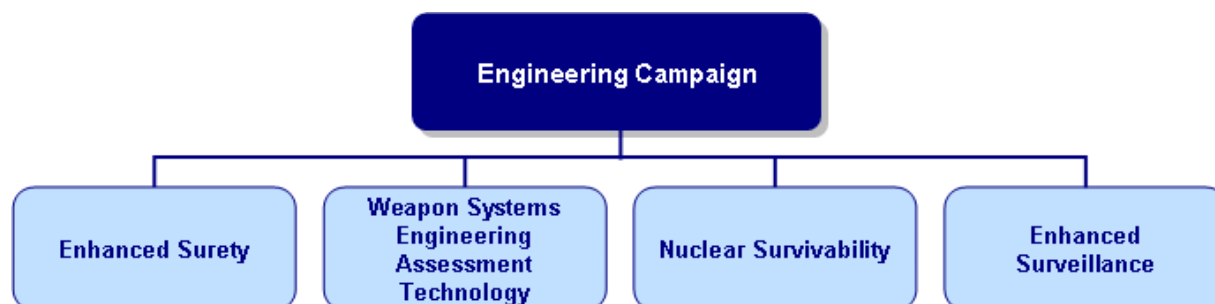 Engineering Campaign
Enhanced Surety
Weapon Systems
Engineering
Assessment
Technology
Nuclear Survivability
Enhanced
Surveillance